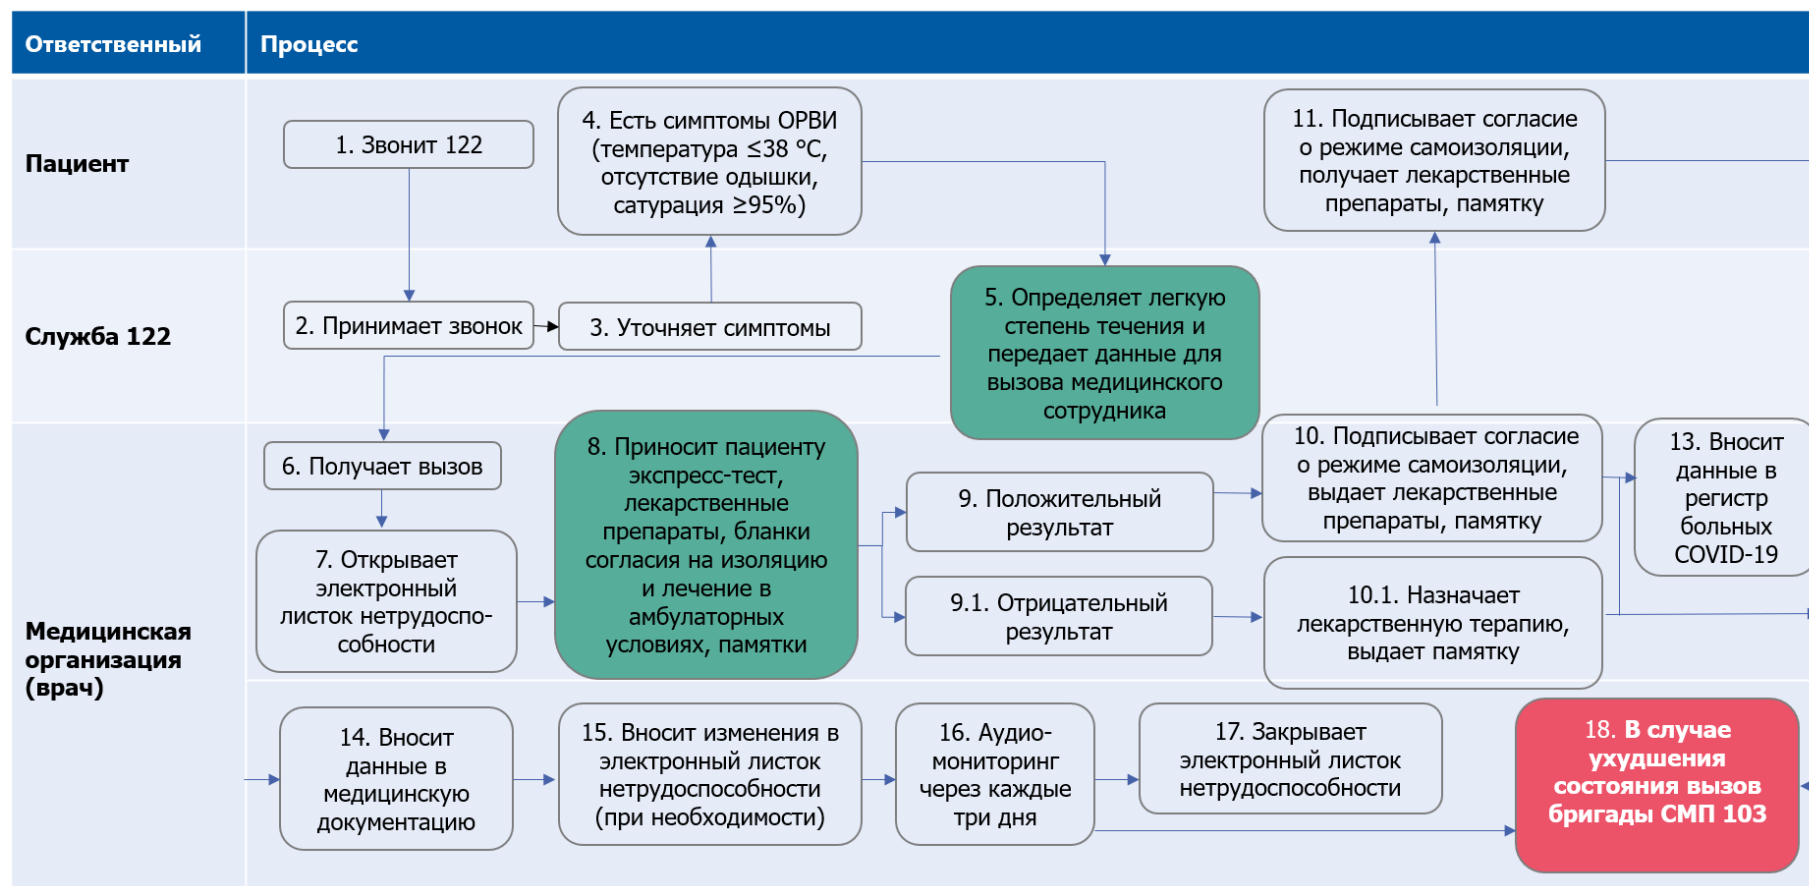 Ответственный
Процесс
Пациент
1. Звонит 122
4. Есть симптомы ОРВИ
(температура ≤38 °С,
отсутствие одышки,
сатурация ≥95%)
11. Подписывает согласие
о режиме самоизоляции,
получает лекарственные
препараты, памятку
Служба 122
2. Принимает звонок
3. Уточняет симптомы
5. Определяет легкую
степень течения и
передает данные для
вызова медицинского
сотрудника
Медицинская
организация
(врач)
6. Получает вызов
7. Открывает
электронный
листок нетрудоспо-
собности
8. Приносит пациенту
экспресс-тест,
лекарственные
препараты, бланки
согласия на изоляцию
и лечение в
амбулаторных
условиях, памятки
9. Положительный
результат
9.1. Отрицательный
результат
10. Подписывает согласие
о режиме самоизоляции,
выдает лекарственные
препараты, памятку
10.1. Назначает
лекарственную терапию,
выдает памятку
13. Вносит
данные в
регистр
больных
COVID-19
14. Вносит
данные в
медицинскую
документацию
15. Вносит изменения в
электронный листок
нетрудоспособности
(при необходимости)
16. Аудио-
мониторинг
через каждые
три дня
17. Закрывает
электронный листок
нетрудоспособности
18. В случае
ухудшения
состояния вызов
бригады СМП 103